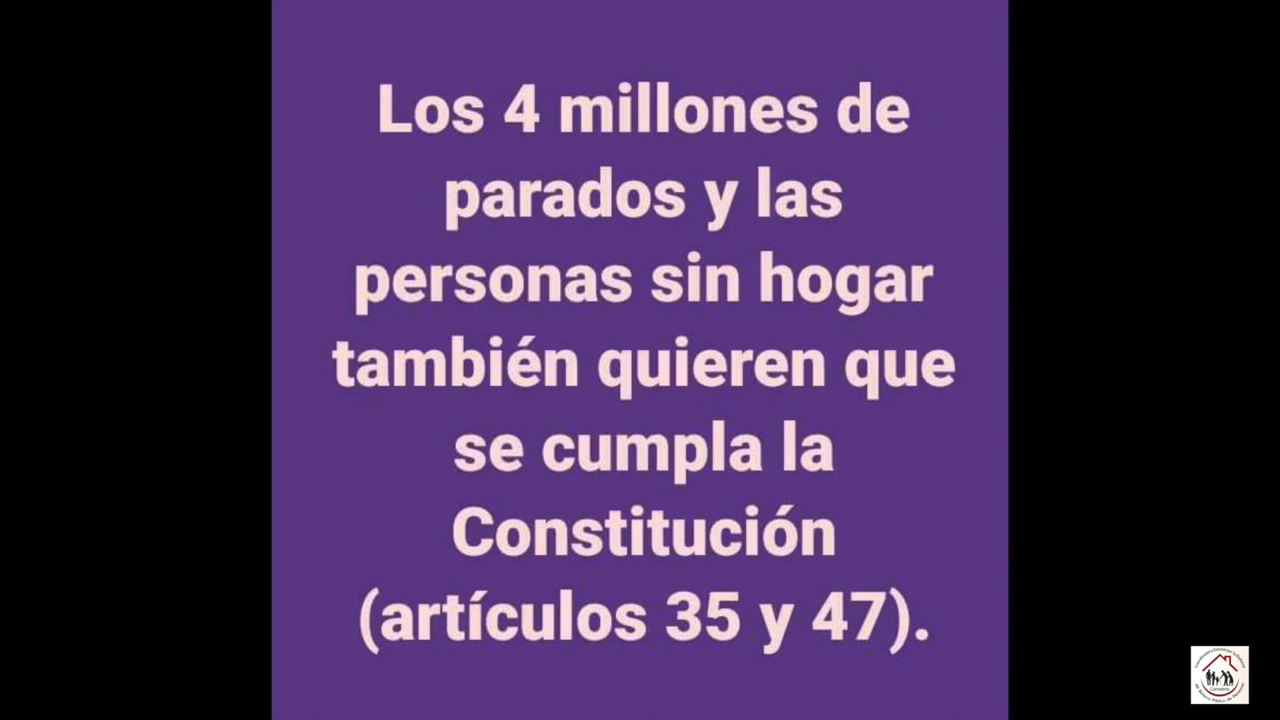 Los 4 millones de
parados y las
personas sin hogar
también quieren que
se cumpla la
Constitución
(artículos 35 y 47).
Cantabria